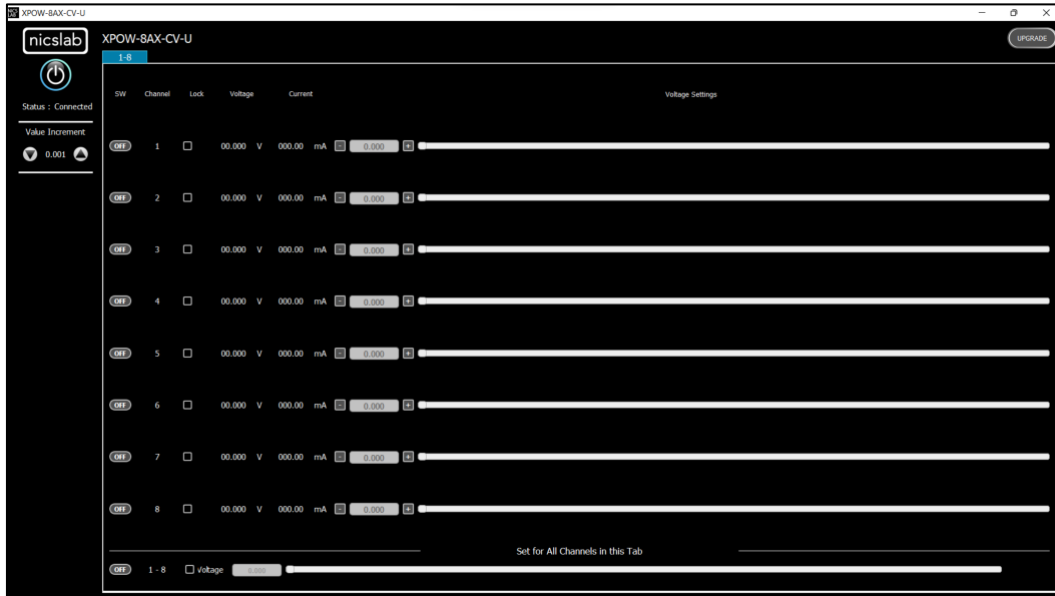 XPOW-8AX-CV-U
nicslab XPOW-8AX-CV-U UPGRADE
1-8
Status : Connected
SW Channel Lock Voltage Current Voltage Settings
Value Increment
0.001
OFF 1 00.000 V 000.00 mA - 0.000 +
OFF 2 00.000 V 000.00 mA - 0.000 +
OFF 3 00.000 V 000.00 mA - 0.000 +
OFF 4 00.000 V 000.00 mA - 0.000 +
OFF 5 00.000 V 000.00 mA - 0.000 +
OFF 6 00.000 V 000.00 mA - 0.000 +
OFF 7 00.000 V 000.00 mA - 0.000 +
OFF 8 00.000 V 000.00 mA - 0.000 +
Set for All Channels in this Tab
OFF 1 - 8 Voltage 0.000